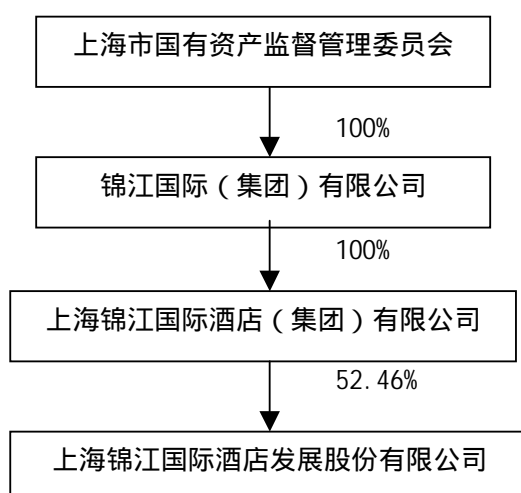 上海市国有资产监督管理委员会
100%
锦江国际（集团）有限公司
100%
上海锦江国际酒店（集团）有限公司
52.46%
上海锦江国际酒店发展股份有限公司